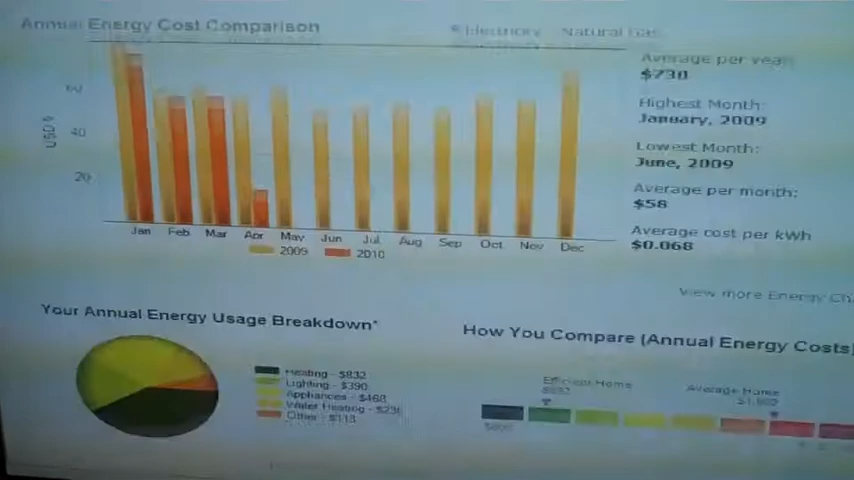 Annual Energy Cost Comparison
Electricity Natural Gas
Average per year:
$730
Highest Month:
January, 2009
Lowest Month:
June, 2009
Average per month:
$58
Average cost per kWh
$0.068
60
40
20
USD $
Jan Feb Mar Apr May Jun Jul Aug Sep Oct Nov Dec
2009 2010
View more Energy
Your Annual Energy Usage Breakdown*
Heating - $832
Lighting - $390
Appliances - $468
Water Heating -
Other - $113
How You Compare (Annual Energy Costs
Efficient Home
Average Home